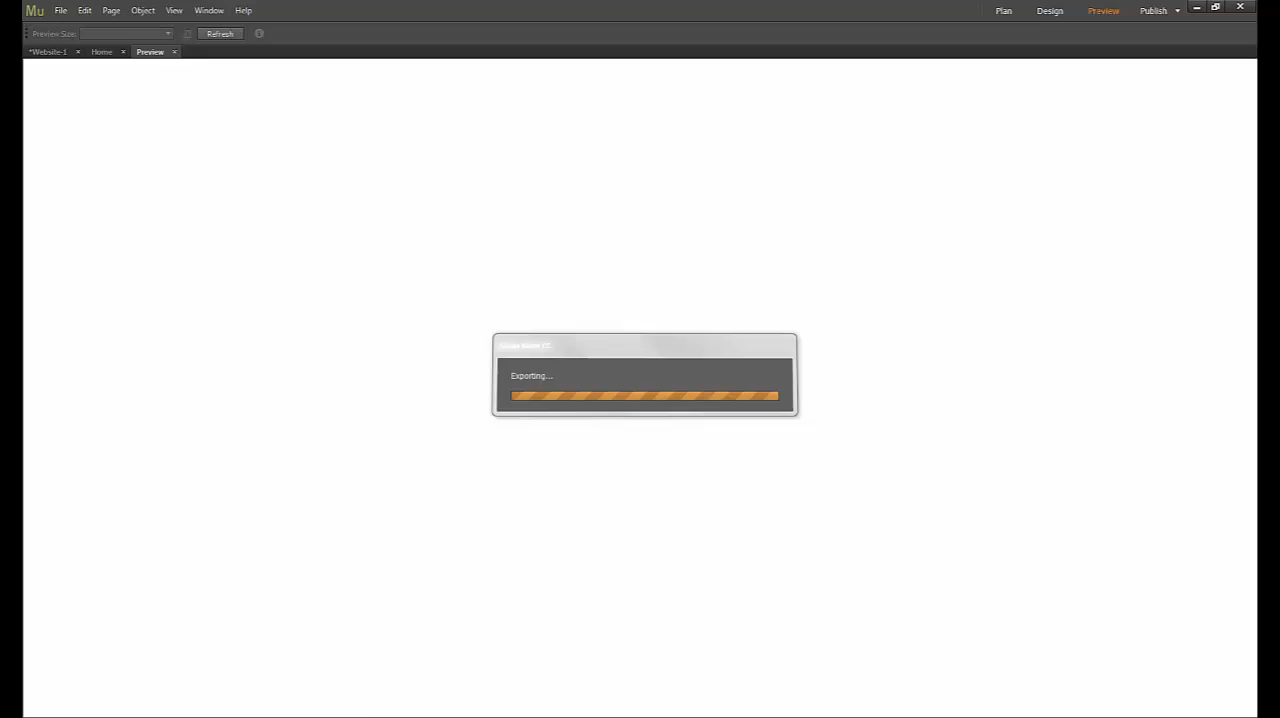 Mu File Edit Page Object View Window Help Plan Design Preview Publish
Preview Size: Refresh
*Website-1 Home Preview
Exporting...